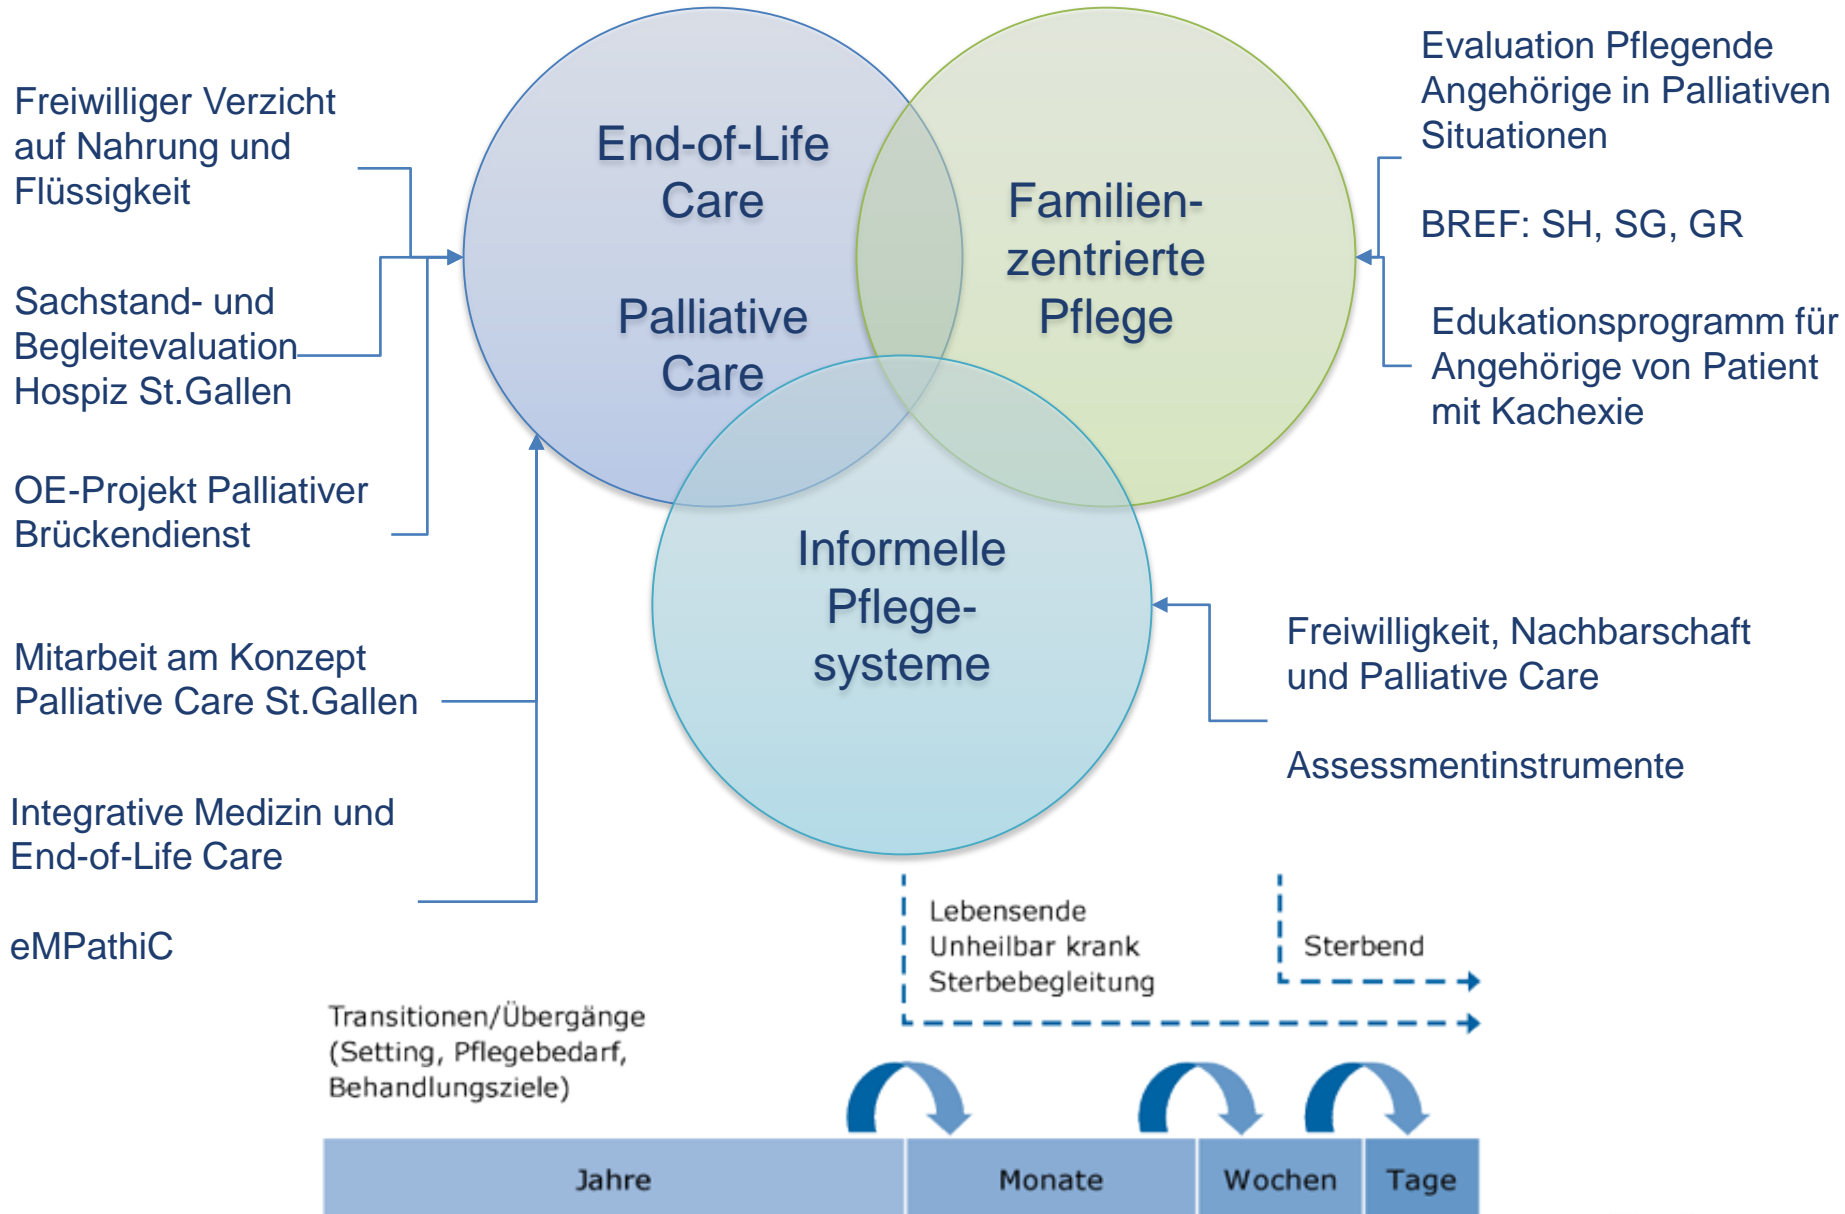 Freiwilliger Verzicht
auf Nahrung und
Flüssigkeit
Sachstand- und
Begleitevaluation
Hospiz St.Gallen
OE-Projekt Palliativer
Brückendienst
Mitarbeit am Konzept
Palliative Care St.Gallen
Integrative Medizin und
End-of-Life Care
eMPathiC
End-of-Life
Care
Palliative
Care
Familien-
zentrierte
Pflege
Informelle
Pflege-
systeme
Evaluation Pflegende
Angehörige in Palliativen
Situationen
BREF: SH, SG, GR
Edukationsprogramm für
Angehörige von Patient
mit Kachexie
Freiwilligkeit, Nachbarschaft
und Palliative Care
Assessmentinstrumente
Lebensende
Unheilbar krank
Sterbebegleitung
Sterbend
Transitionen/Übergänge
(Setting, Pflegebedarf,
Behandlungsziele)
Jahre
Monate
Wochen
Tage